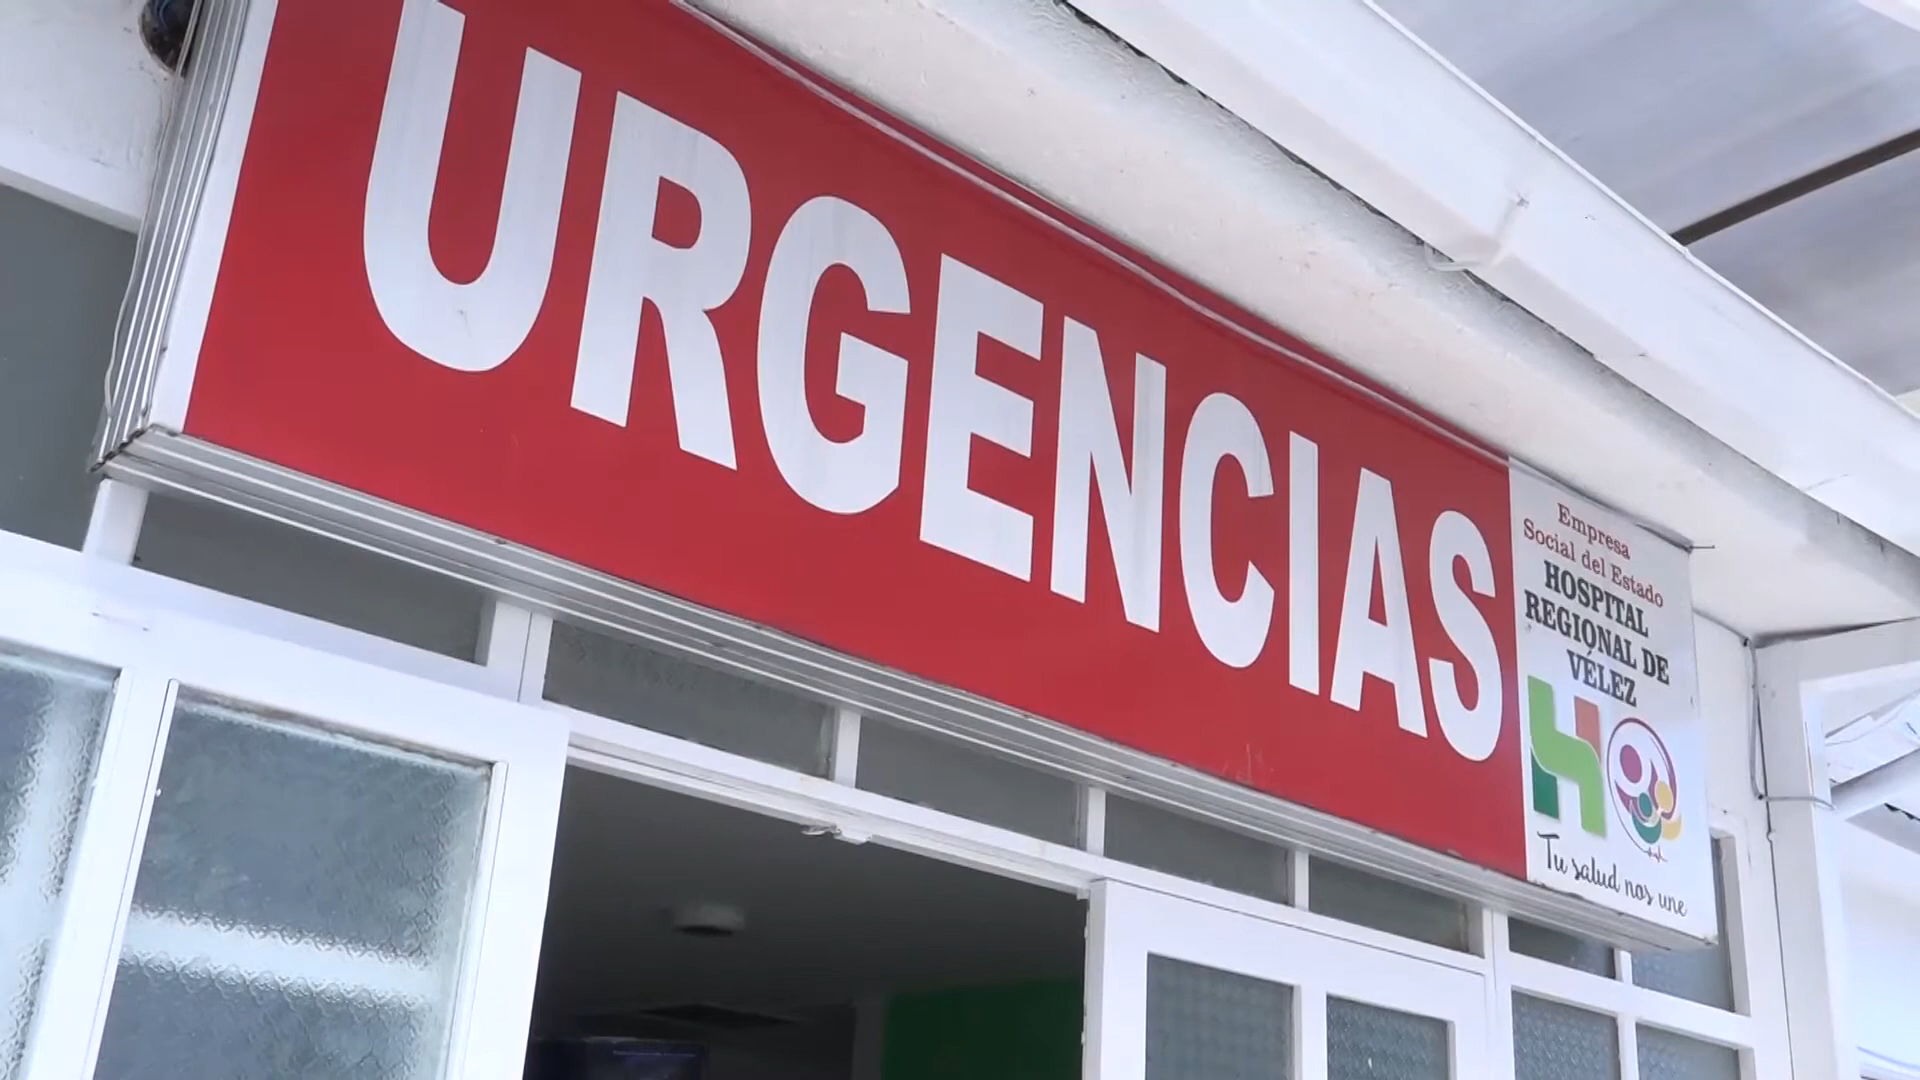 URGENCIAS
Empresa
Social del Estado
HOSPITAL
REGIONAL DE
VÉLEZ
Tu salud nos une